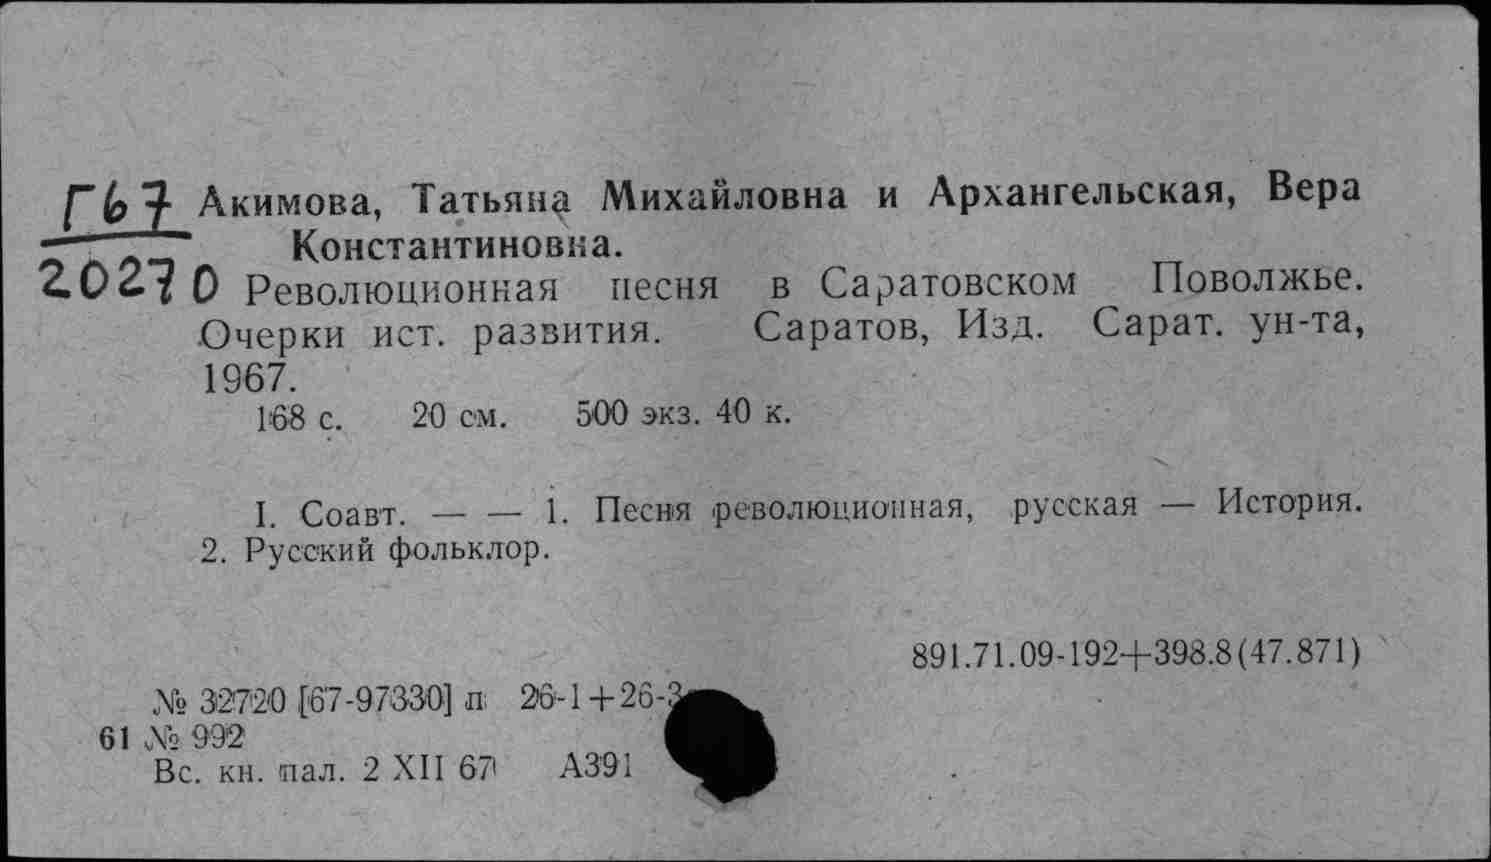 Г67 Акимова, Татьяна Михайловна и Архангельская, Вера
Константиновна.
20270 Революционная песня в Саратовском Поволжье.
Очерки ист. развития. Саратов, Изд. Сарат. ун-та,
1967.
168 с. 20 см. 500 экз. 40 к.
I. Соавт. — — 1. Песня революционная, русская — История.
2. Русский фольклор.
891.71.09-192+398.8(47.871)
№ 32720 [67-97330] п 26-1+26-3
61 № 992
Вс. кн. пал. 2 XII 67 А391